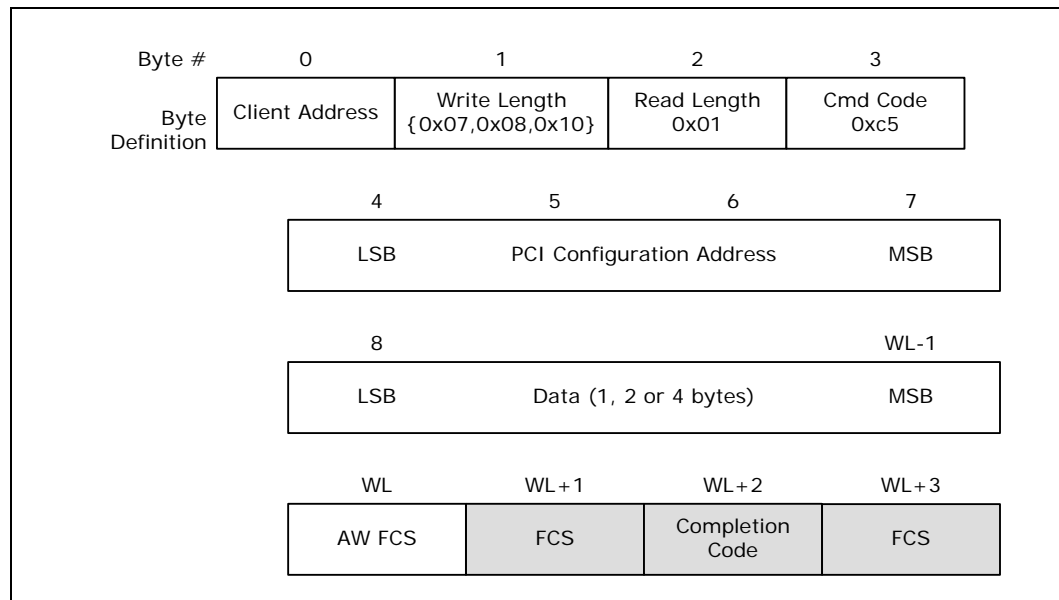 Byte # 0 1 2 3
Byte Definition
Client Address
Write Length
{0x07,0x08,0x10}
Read Length
0x01
Cmd Code
0xc5
4 5 6 7
LSB PCI Configuration Address MSB
8 WL-1
LSB Data (1, 2 or 4 bytes) MSB
WL WL+1 WL+2 WL+3
AW FCS
FCS
Completion
Code
FCS